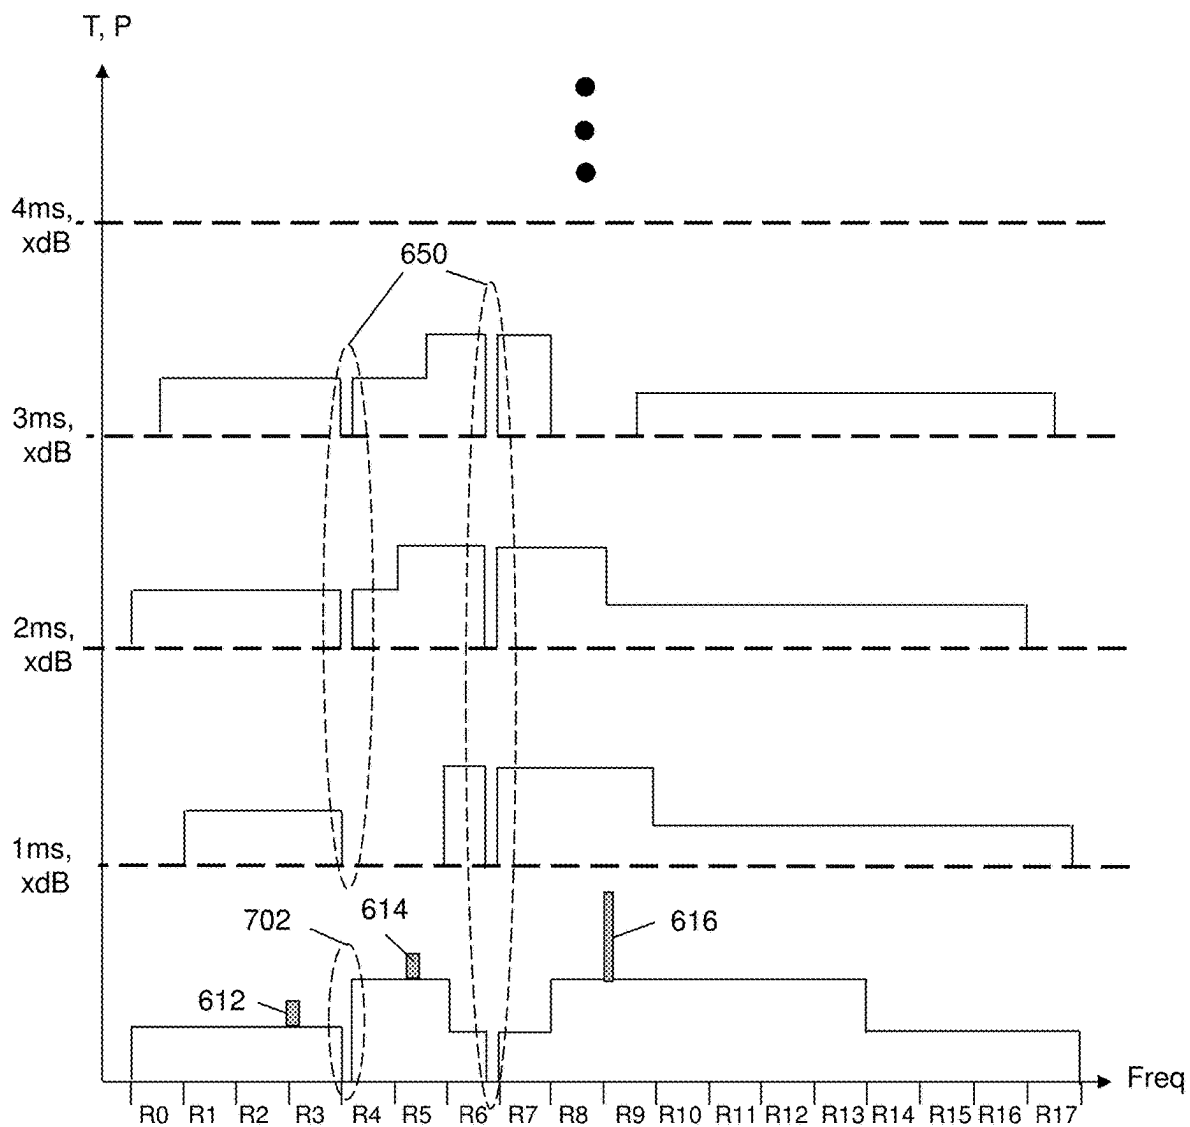 T, P
4ms,
xdB
650
3ms,
xdB
2ms,
xdB
1ms,
xdB
702
614
616
612
Freq
R0 R1 R2 R3 R4 R5 R6 R7 R8 R9 R10 R11 R12 R13 R14 R15 R16 R17